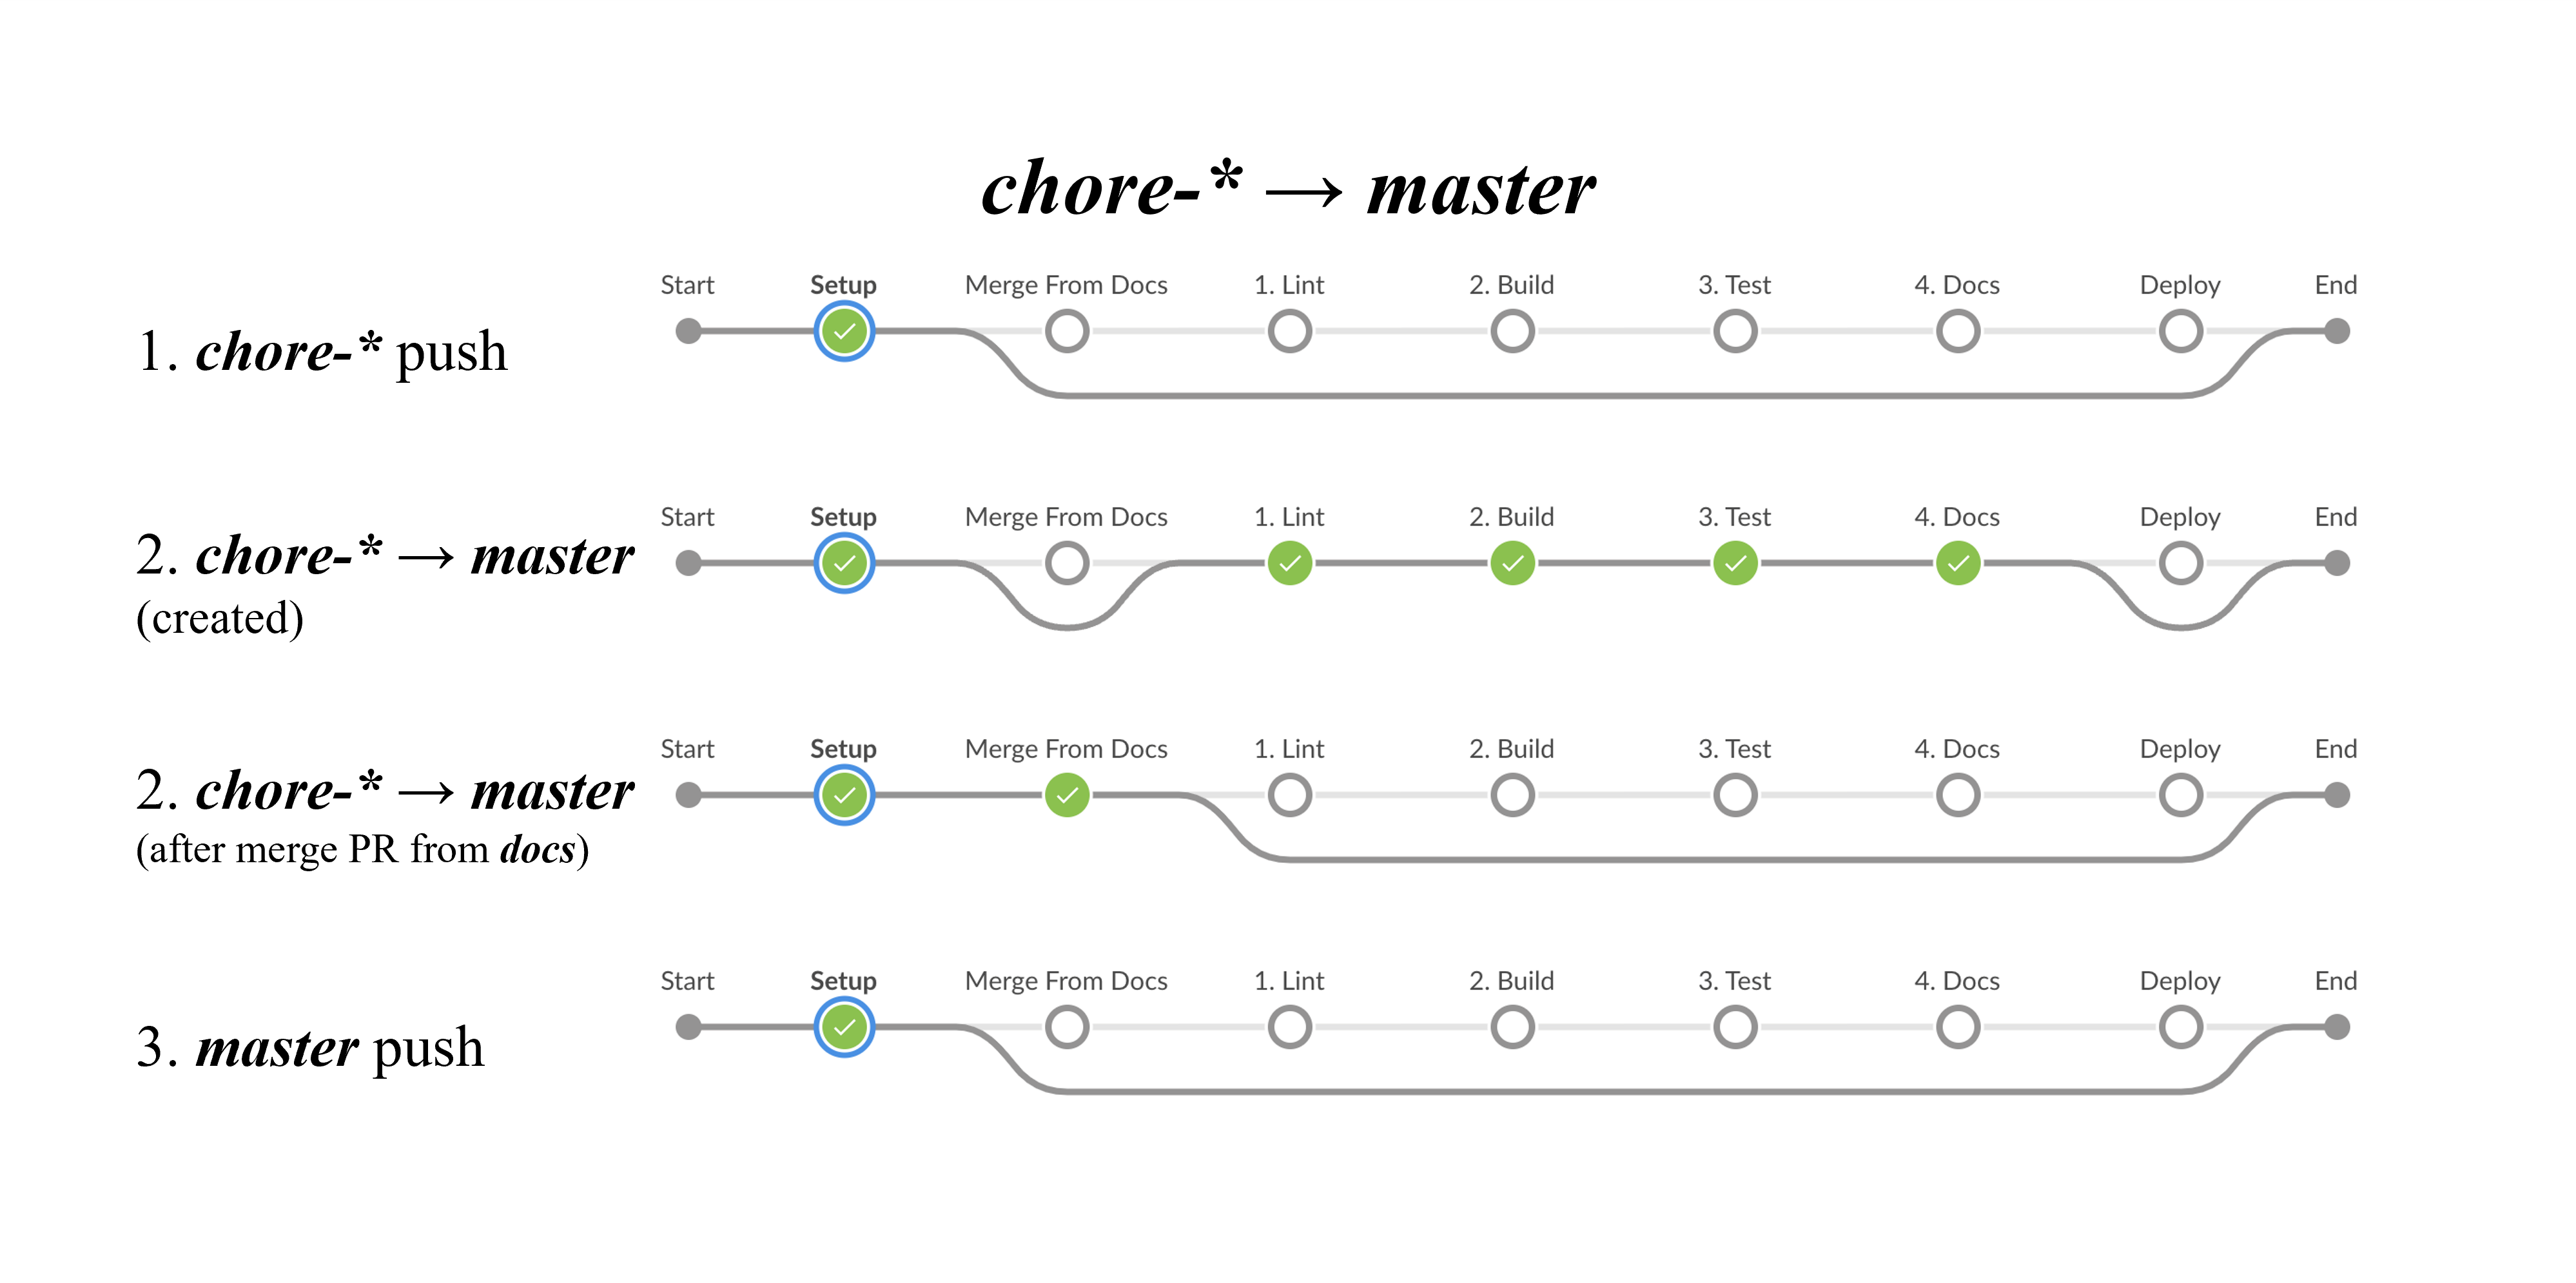 chore-* → master
Start Setup Merge From Docs 1. Lint 2. Build 3. Test 4. Docs Deploy End
1. chore-* push
Start Setup Merge From Docs 1. Lint 2. Build 3. Test 4. Docs Deploy End
2. chore-* → master
(created)
Start Setup Merge From Docs 1. Lint 2. Build 3. Test 4. Docs Deploy End
2. chore-* → master
(after merge PR from docs)
Start Setup Merge From Docs 1. Lint 2. Build 3. Test 4. Docs Deploy End
3. master push